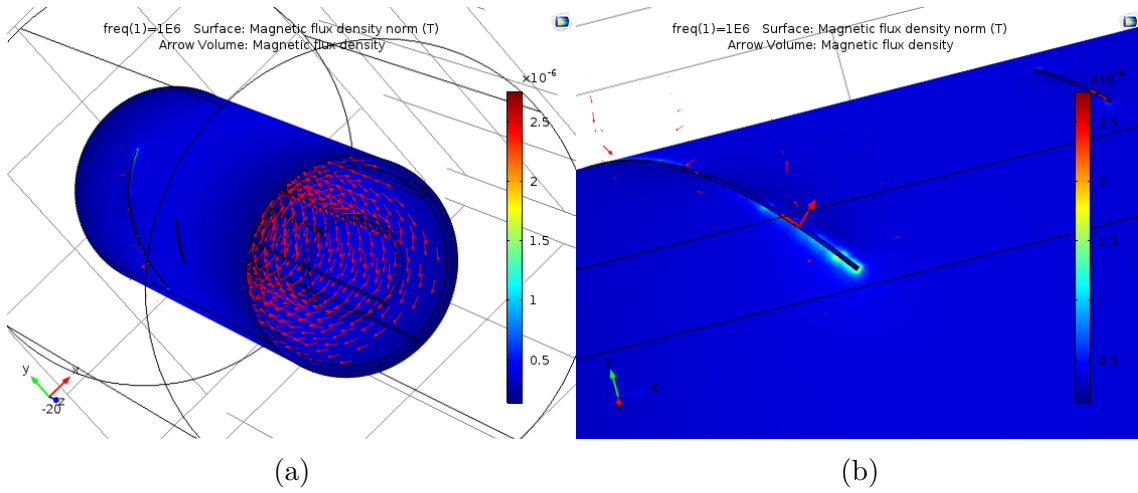 freq(1)=1E6 Surface: Magnetic flux density norm (T)
Arrow Volume: Magnetic flux density
×10⁻⁶
2.5
2
1.5
1
0.5
y
x
z
-20
(a)
freq(1)=1E6 Surface: Magnetic flux density norm (T)
Arrow Volume: Magnetic flux density
×10⁻⁶
2.5
2
1.5
1
0.5
y
x
z
(b)